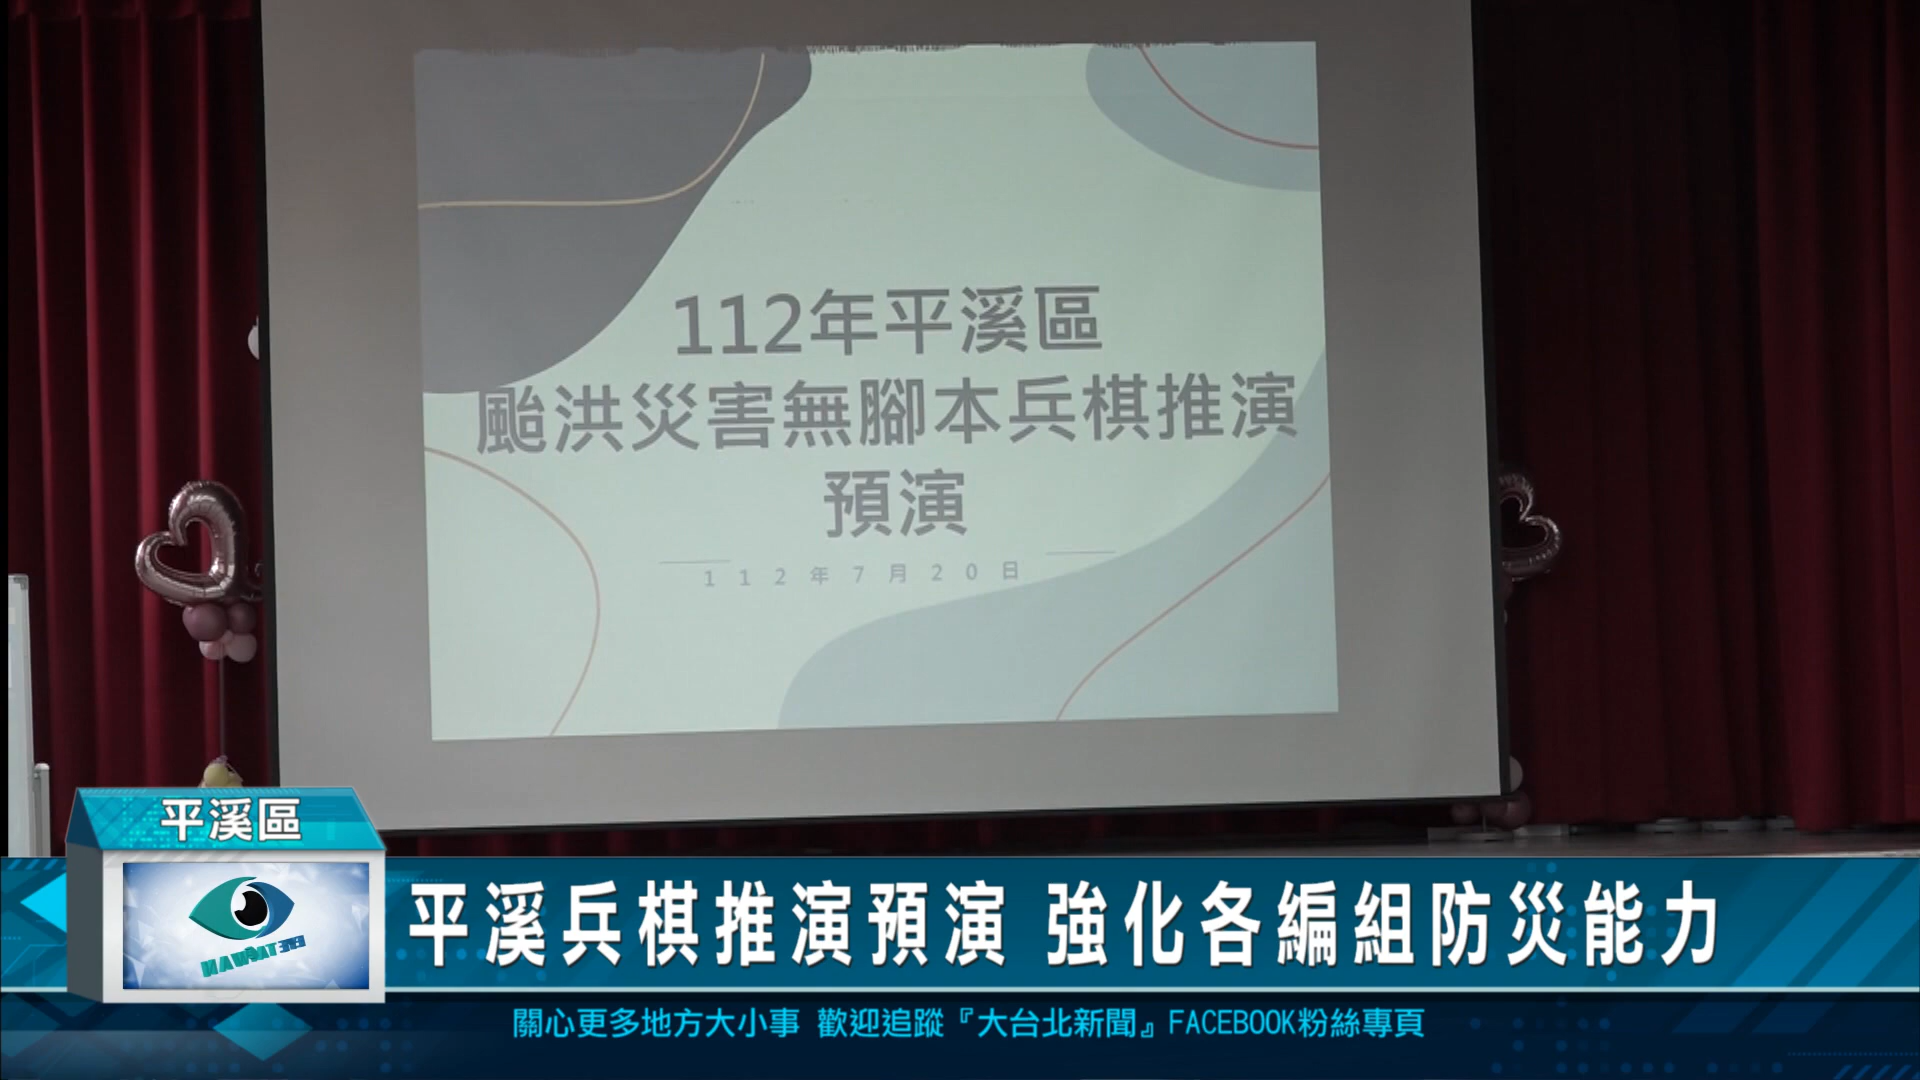 112年平溪區
颱洪災害無腳本兵棋推演
預演
112年7月20日
平溪區
平溪兵棋推演預演 強化各編組防災能力
關心更多地方大小事 歡迎追蹤『大台北新聞』FACEBOOK粉絲專頁